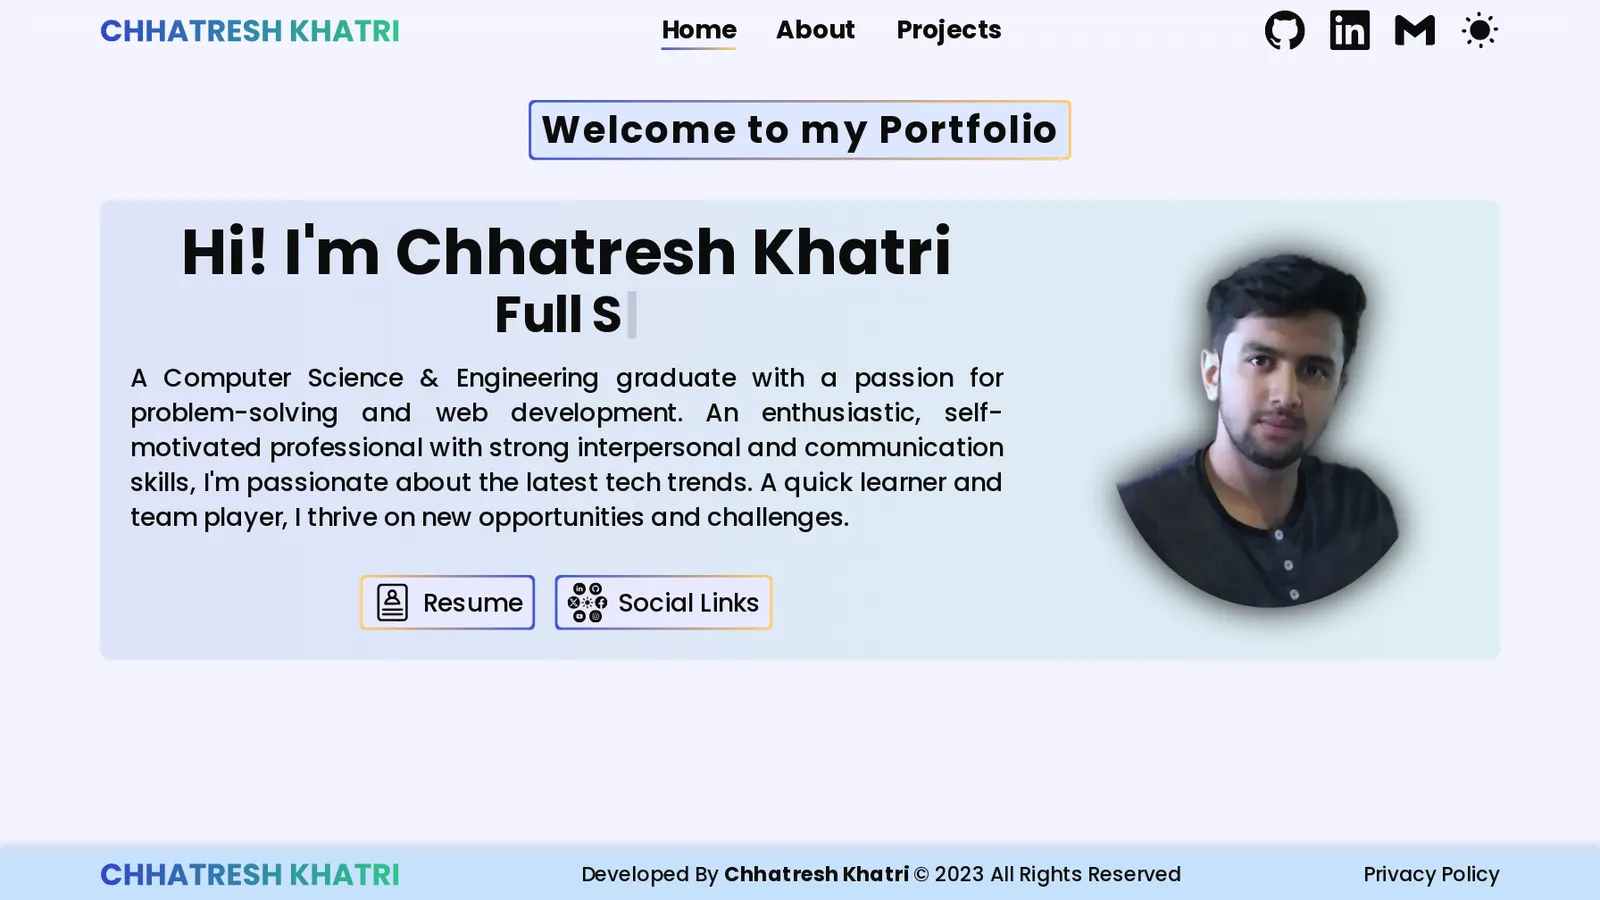 CHHATRESH KHATRI
Home About Projects
Welcome to my Portfolio
Hi! I'm Chhatresh Khatri
Full S
A Computer Science & Engineering graduate with a passion for
problem-solving and web development. An enthusiastic, self-
motivated professional with strong interpersonal and communication
skills, I'm passionate about the latest tech trends. A quick learner and
team player, I thrive on new opportunities and challenges.
Resume Social Links
CHHATRESH KHATRI Developed By Chhatresh Khatri © 2023 All Rights Reserved Privacy Policy